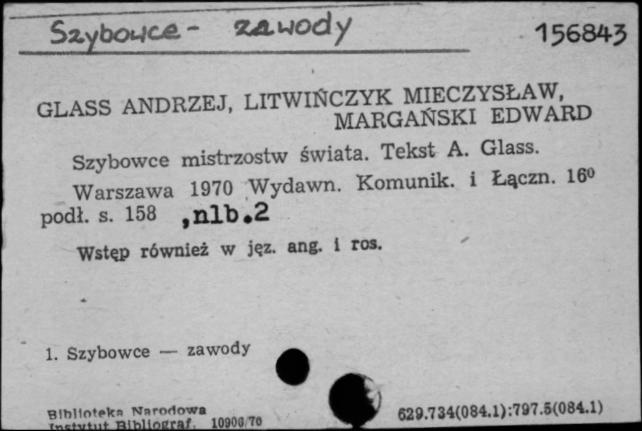 Szybowce - zawody
156843
GLASS ANDRZEJ, LITWIŃCZYK MIECZYSŁAW,
MARGAŃSKI EDWARD
Szybowce mistrzostw świata. Tekst A. Glass.
Warszawa 1970 Wydawn. Komunik. i Łączn. 16⁰
podł. s. 158 ,nlb.2
Wstęp również w jęz. ang. i ros.
1. Szybowce — zawody
Biblioteka Narodowa
Instytut Bibliograf. 10906/70
629.734(084.1):797.5(084.1)